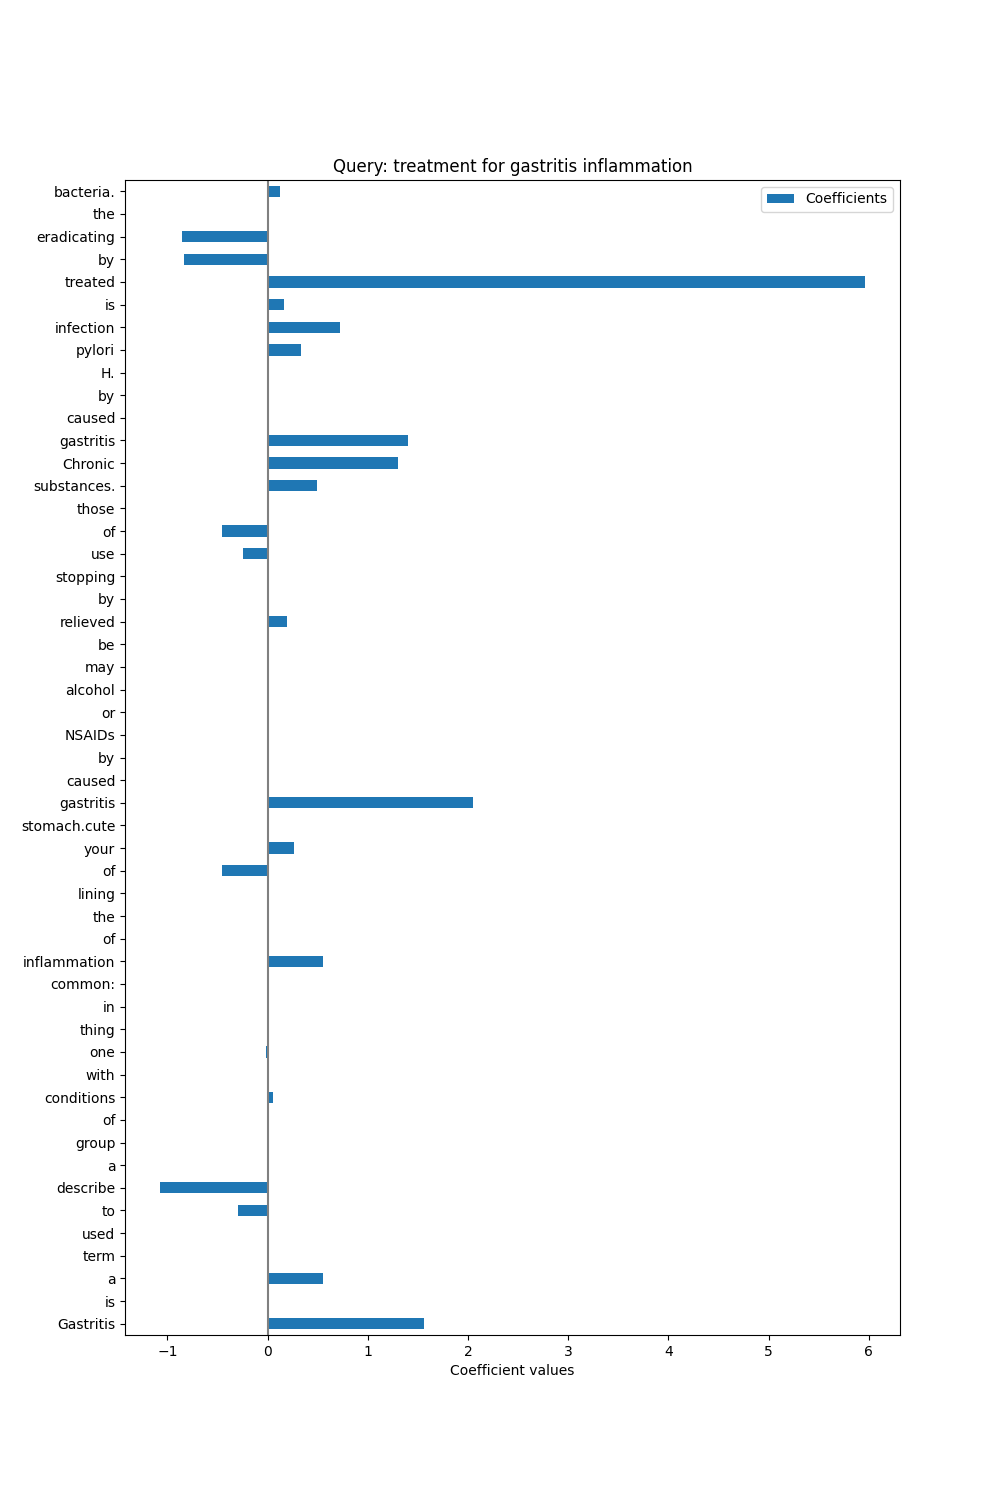 Query: treatment for gastritis inflammation
Coefficients
bacteria.
the
eradicating
by
treated
is
infection
pylori
H.
by
caused
gastritis
Chronic
substances.
those
of
use
stopping
by
relieved
be
may
alcohol
or
NSAIDs
by
caused
gastritis
stomach.cute
your
of
lining
the
of
inflammation
common:
in
thing
one
with
conditions
of
group
a
describe
to
used
term
a
is
Gastritis
−1 0 1 2 3 4 5 6
Coefficient values